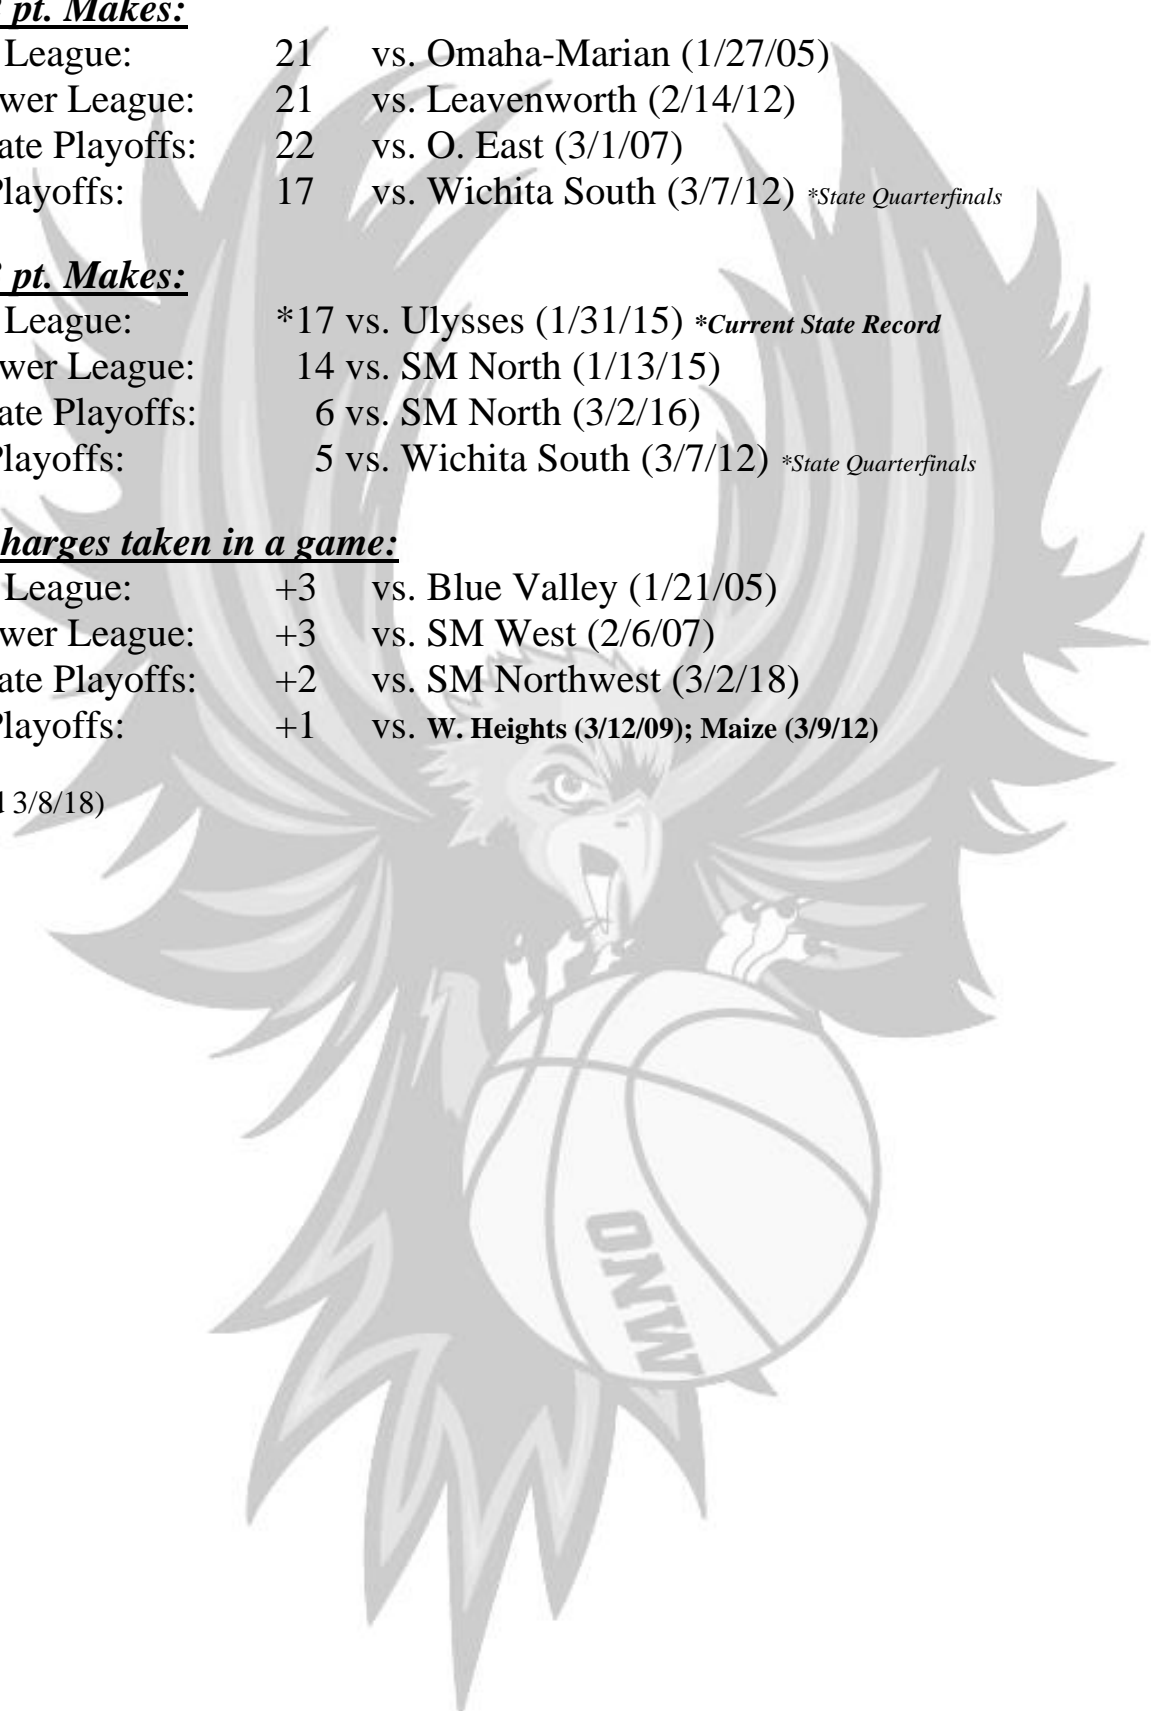 pt. Makes:
League: 21 vs. Omaha-Marian (1/27/05)
wer League: 21 vs. Leavenworth (2/14/12)
ate Playoffs: 22 vs. O. East (3/1/07)
Playoffs: 17 vs. Wichita South (3/7/12) *State Quarterfinals
pt. Makes:
League: *17 vs. Ulysses (1/31/15) *Current State Record
wer League: 14 vs. SM North (1/13/15)
ate Playoffs: 6 vs. SM North (3/2/16)
Playoffs: 5 vs. Wichita South (3/7/12) *State Quarterfinals
harges taken in a game:
League: +3 vs. Blue Valley (1/21/05)
wer League: +3 vs. SM West (2/6/07)
ate Playoffs: +2 vs. SM Northwest (3/2/18)
Playoffs: +1 vs. W. Heights (3/12/09); Maize (3/9/12)
3/8/18)
ONW